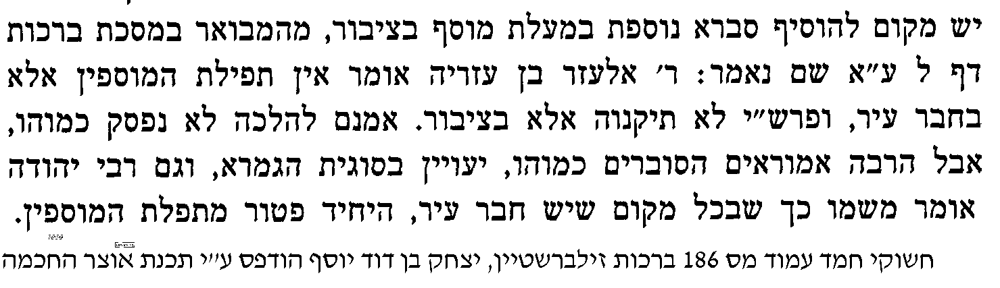 יש מקום להוסיף סברא נוספת במעלת מוסף בציבור, מהמבואר במסכת ברכות
דף ל ע״א שם נאמר: ר׳ אלעזר בן עזריה אומר אין תפילת המוספין אלא
בחבר עיר, ופרש״י לא תיקנוה אלא בציבור. אמנם להלכה לא נפסק כמוהו,
אבל הרבה אמוראים הסוברים כמוהו, יעויין בסוגית הגמרא, וגם רבי יהודה
אומר משמו כך שבכל מקום שיש חבר עיר, היחיד פטור מתפלת המוספין.
חשוקי חמד עמוד מס 186 ברכות זילברשטיין, יצחק בן דוד יוסף הודפס ע״י תכנת אוצר החכמה